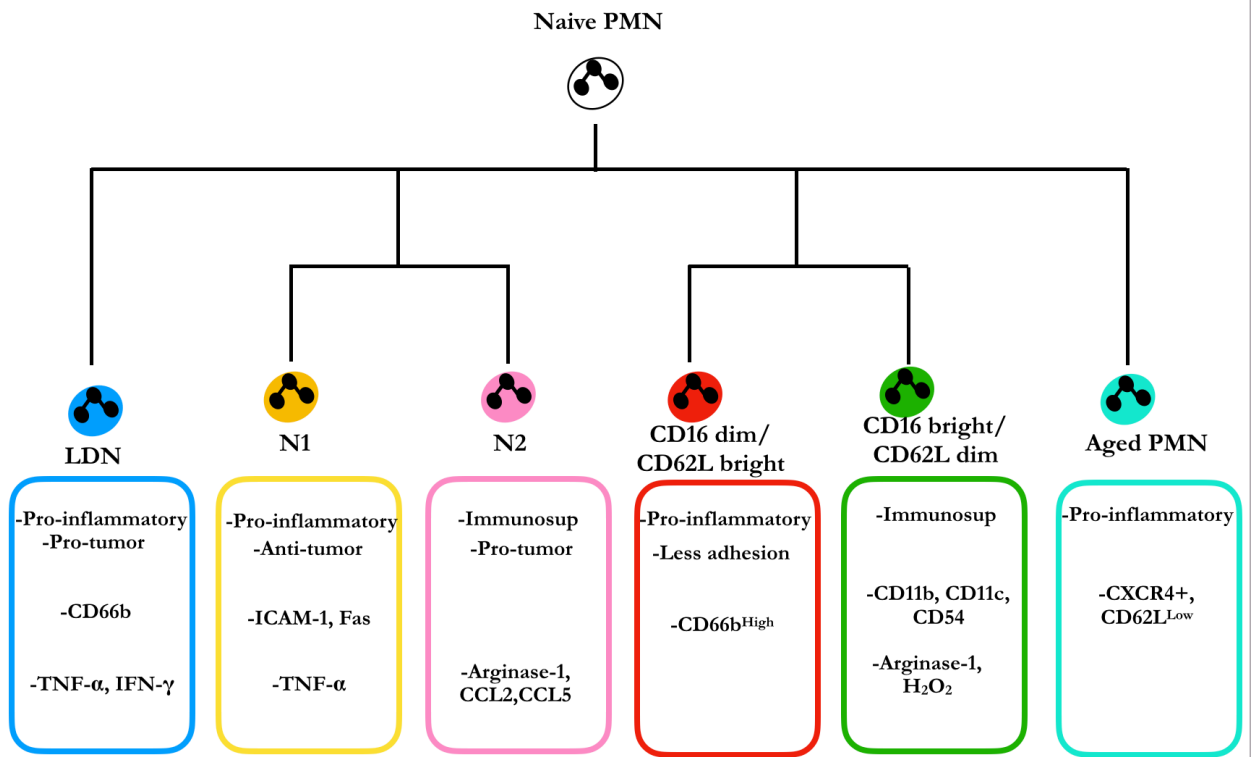 Naive PMN
LDN
N1
N2
CD16 dim/
CD62L bright
CD16 bright/
CD62L dim
Aged PMN
-Pro-inflammatory
-Pro-tumor
-CD66b
-TNF-α, IFN-γ
-Pro-inflammatory
-Anti-tumor
-ICAM-1, Fas
-TNF-α
-Immunosup
-Pro-tumor
-Arginase-1,
CCL2,CCL5
-Pro-inflammatory
-Less adhesion
-CD66bHigh
-Immunosup
-CD11b, CD11c,
CD54
-Arginase-1,
H₂O₂
-Pro-inflammatory
-CXCR4+,
CD62LLow